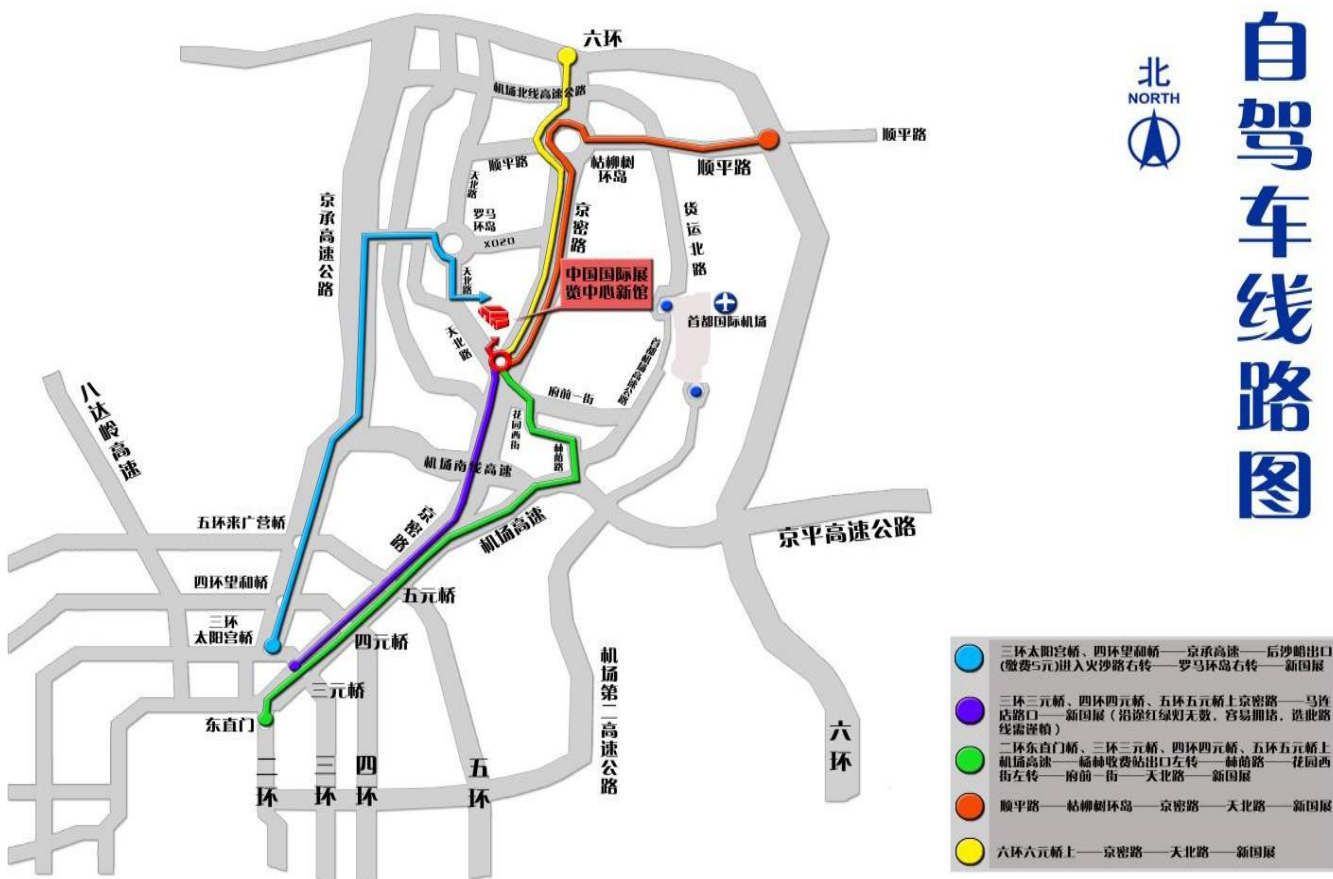 自驾车线路图
北
NORTH
六环
机场北线高速公路
顺平路
顺平路
顺平路
枯柳树
环岛
天北路
罗马
环岛
X020
京密路
货运北路
京承高速公路
天北路
中国国际展
览中心新馆
首都国际机场
天北路
首都机场高速公路
府前一街
花园西街
林荫路
八达岭高速
机场南线高速
京密路
机场高速
京平高速公路
五环来广营桥
四环望和桥
三环
太阳宫桥
五元桥
四元桥
三元桥
东直门
机场第二高速公路
二环
三环
四环
五环
六环
三环太阳宫桥、四环望和桥——京承高速——后沙峪出口
(缴费5元)进入火沙路右转——罗马环岛右转——新国展
三环三元桥、四环四元桥、五环五元桥上京密路——马连
店路口——新国展(沿途红绿灯无数,容易拥堵,选此路
线需谨慎)
二环东直门桥、三环三元桥、四环四元桥、五环五元桥上
机场高速——杨林收费站出口左转——林荫路——花园西
街左转——府前一街——天北路——新国展
顺平路——枯柳树环岛——京密路——天北路——新国展
六环六元桥上——京密路——天北路——新国展